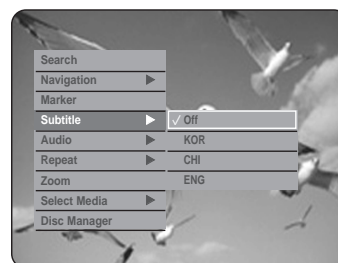 Search
Navigation ▶
Marker
Subtitle ▶
Audio ▶
Repeat ▶
Zoom
Select Media ▶
Disc Manager
✓ Off
KOR
CHI
ENG